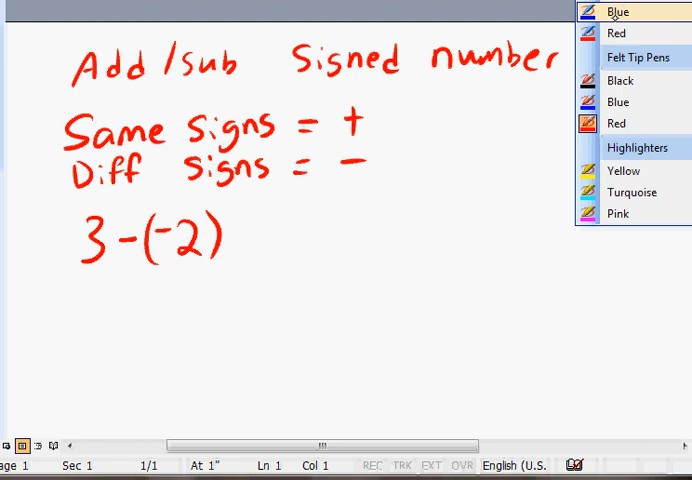 Blue
Add/sub Signed number
Red
Felt Tip Pens
Black
Blue
Red
Same signs = +
Diff signs = -
Highlighters
Yellow
Turquoise
Pink
3-(-2)
age 1 Sec 1 1/1 At 1" Ln 1 Col 1 REC TRK EXT OVR English (U.S.